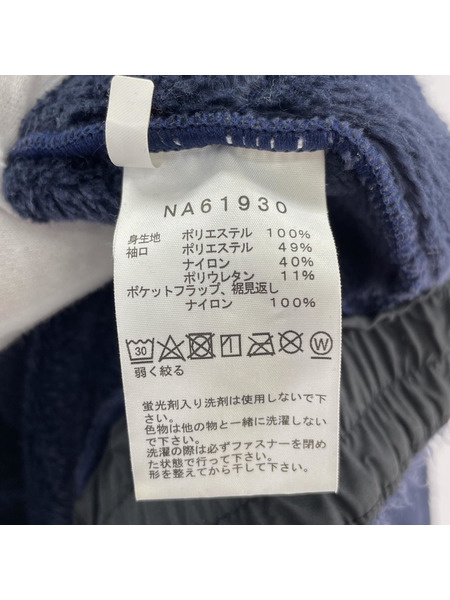 NA61930
身生地 ポリエステル 100%
袖口 ポリエステル 49%
ナイロン 40%
ポリウレタン 11%
ポケットフラップ、裾見返し
ナイロン 100%
30 W
弱く絞る
蛍光剤入り洗剤は使用しないで下
さい。
色物は他の物と一緒に洗濯しない
で下さい。
洗濯の際は必ずファスナーを閉め
た状態で行って下さい。
形を整えてから干して下さい。